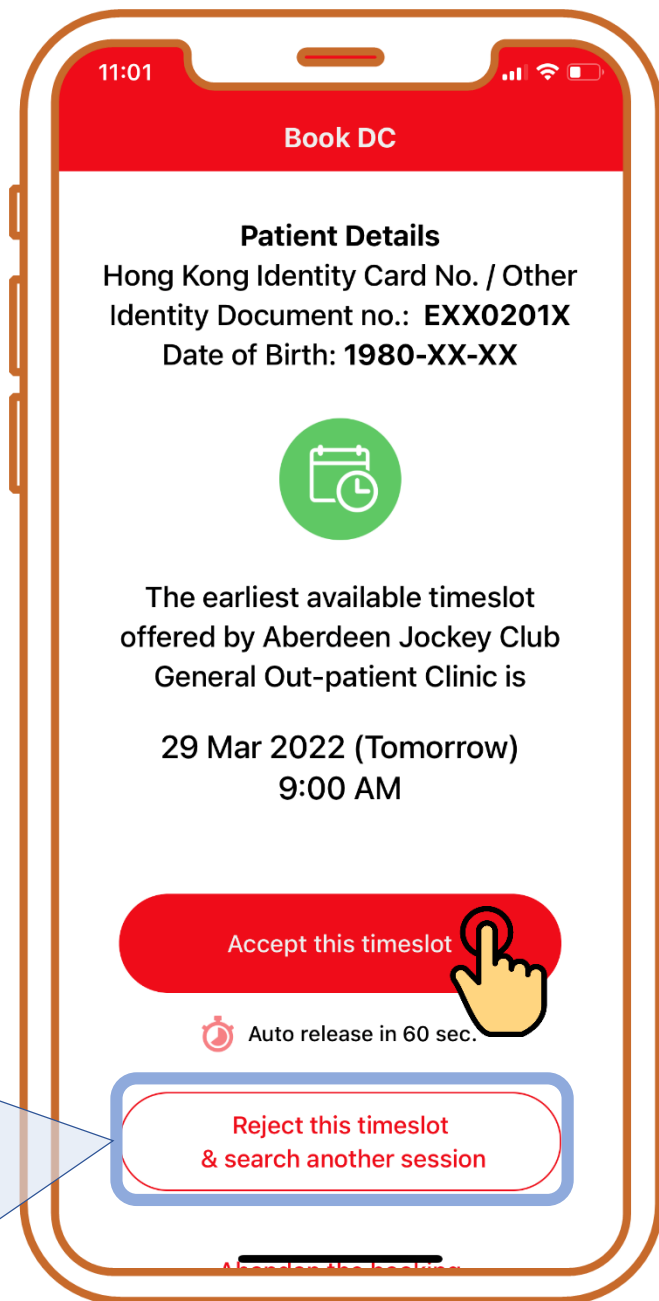 11:01
Book DC
Patient Details
Hong Kong Identity Card No. / Other
Identity Document no.: EXX0201X
Date of Birth: 1980-XX-XX
The earliest available timeslot
offered by Aberdeen Jockey Club
General Out-patient Clinic is
29 Mar 2022 (Tomorrow)
9:00 AM
Accept this timeslot
Auto release in 60 sec.
Reject this timeslot
& search another session
Abandon the booking